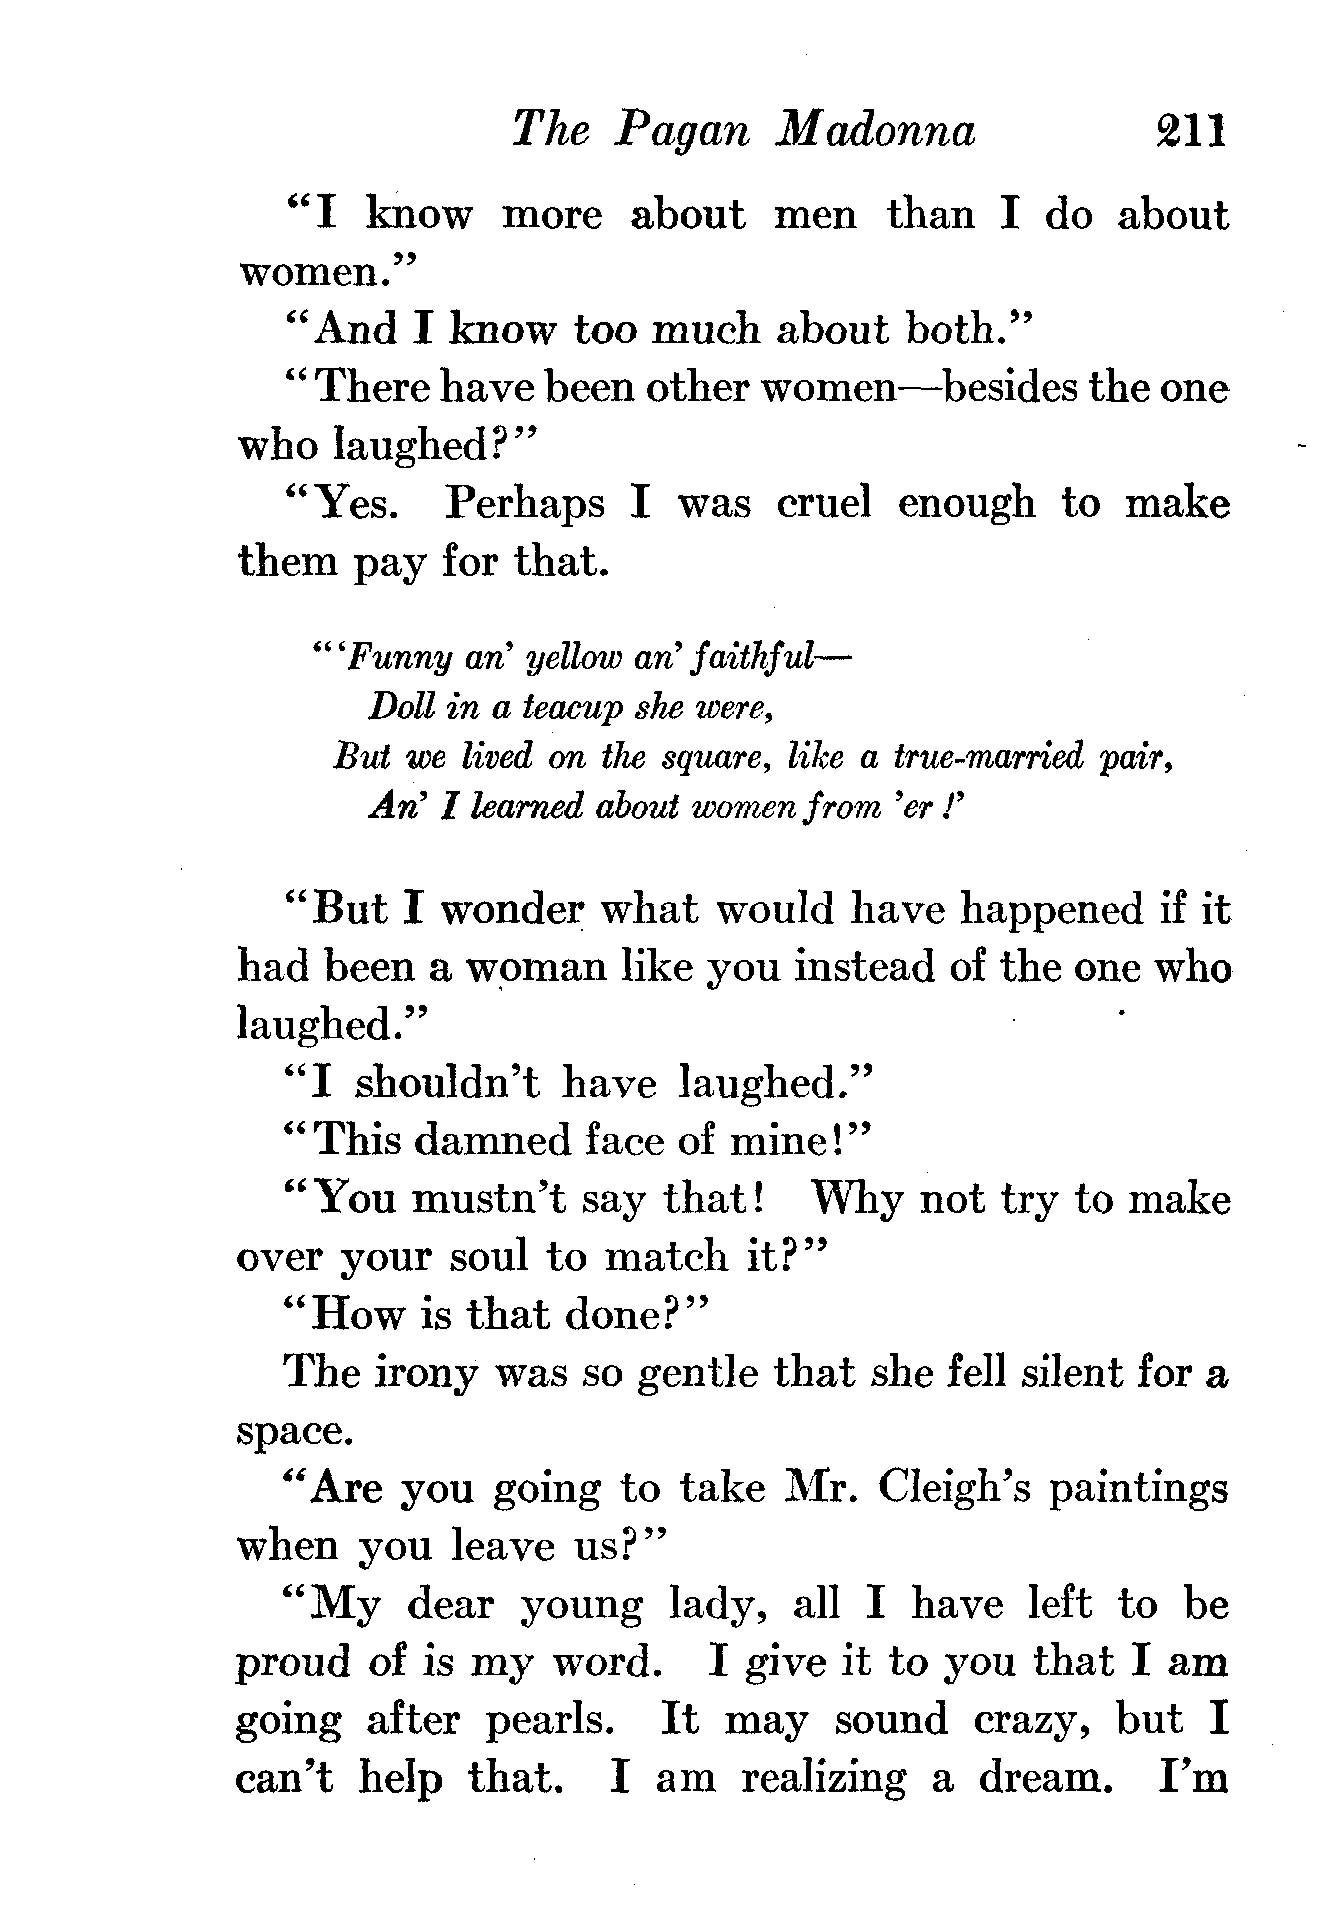 The Pagan Madonna 211
“I know more about men than I do about
women.”
“And I know too much about both.”
“There have been other women—besides the one
who laughed?”
“Yes. Perhaps I was cruel enough to make
them pay for that.
“‘Funny an’ yellow an’ faithful—
Doll in a teacup she were,
But we lived on the square, like a true-married pair,
An’ I learned about women from ’er!’
“But I wonder what would have happened if it
had been a woman like you instead of the one who
laughed.”
“I shouldn’t have laughed.”
“This damned face of mine!”
“You mustn’t say that! Why not try to make
over your soul to match it?”
“How is that done?”
The irony was so gentle that she fell silent for a
space.
“Are you going to take Mr. Cleigh’s paintings
when you leave us?”
“My dear young lady, all I have left to be
proud of is my word. I give it to you that I am
going after pearls. It may sound crazy, but I
can’t help that. I am realizing a dream. I’m